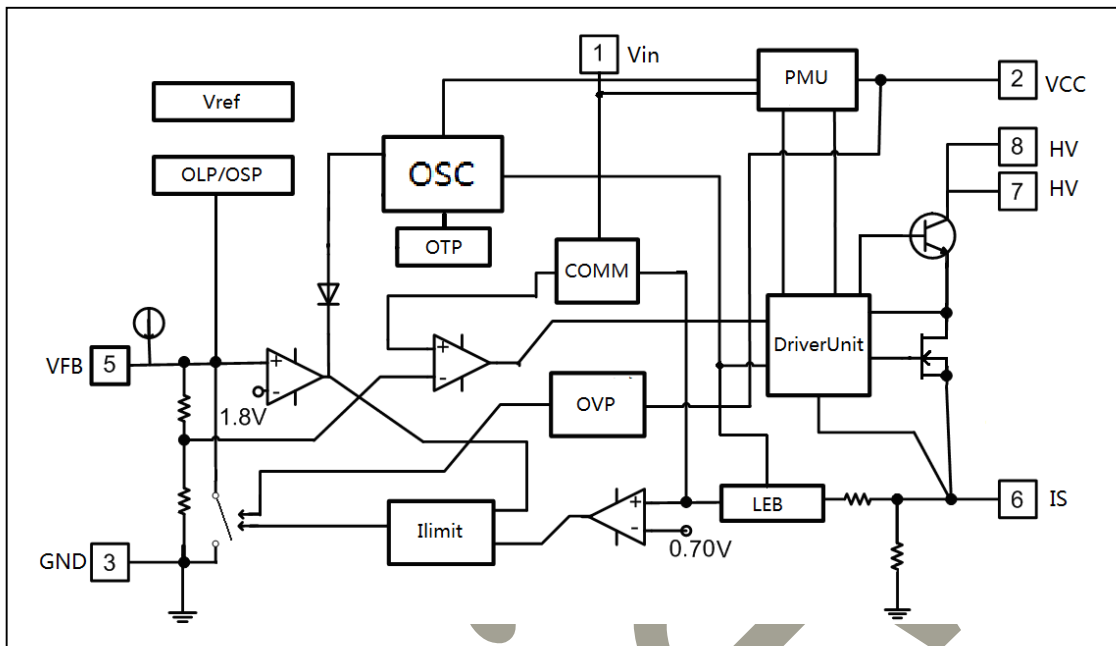 1 Vin
PMU
2 VCC
Vref
8 HV
OLP/OSP
OSC
7 HV
OTP
COMM
+
-
DriverUnit
VFB 5
+
-
1.8V
OVP
Ilimit
+
-
0.70V
LEB
6 IS
GND 3